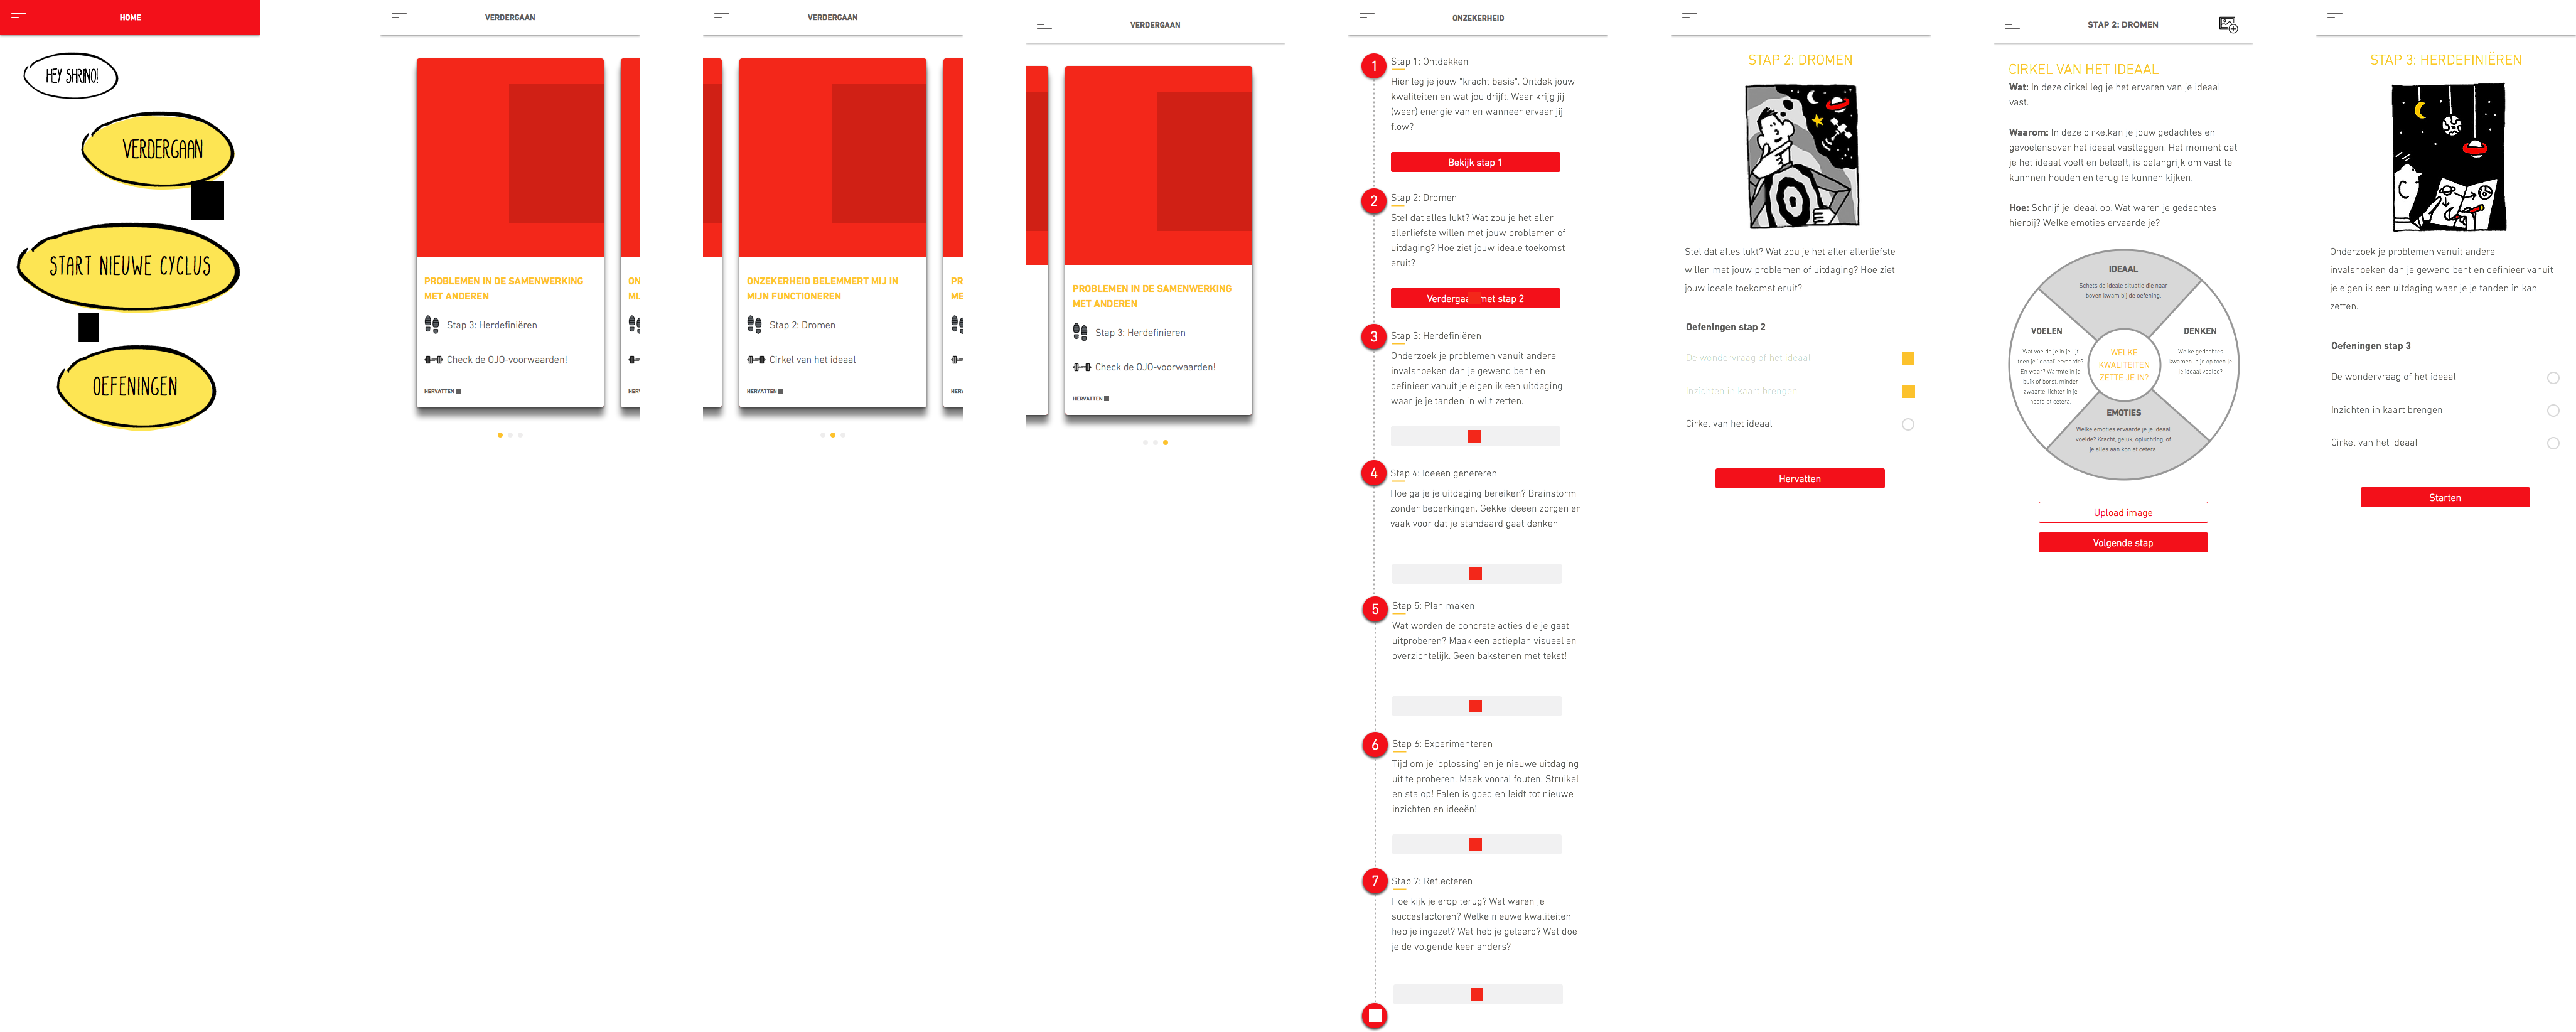 HOME
HEY SHRINO!
VERDERGAAN
START NIEUWE CYCLUS
OEFENINGEN
VERDERGAAN
PROBLEMEN IN DE SAMENWERKING
MET ANDEREN
Stap 3: Herdefiniëren
Check de OJO-voorwaarden!
HERVATTEN
ON
MI
HER
VERDERGAAN
ONZEKERHEID BELEMMERT MIJ IN
MIJN FUNCTIONEREN
Stap 2: Dromen
Cirkel van het ideaal
HERVATTEN
PR
ME
HER
VERDERGAAN
PROBLEMEN IN DE SAMENWERKING
MET ANDEREN
Stap 3: Herdefinieren
Check de OJO-voorwaarden!
HERVATTEN
ONZEKERHEID
1
Stap 1: Ontdekken
Hier leg je jouw "kracht basis". Ontdek jouw
kwaliteiten en wat jou drijft. Waar krijg jij
(weer) energie van en wanneer ervaar jij
flow?
Bekijk stap 1
2
Stap 2: Dromen
Stel dat alles lukt? Wat zou je het aller
allerliefste willen met jouw problemen of
uitdaging? Hoe ziet jouw ideale toekomst
eruit?
Verdergaa met stap 2
3
Stap 3: Herdefiniëren
Onderzoek je problemen vanuit andere
invalshoeken dan je gewend bent en
definieer vanuit je eigen ik een uitdaging
waar je je tanden in wilt zetten.
4
Stap 4: Ideeën genereren
Hoe ga je je uitdaging bereiken? Brainstorm
zonder beperkingen. Gekke ideeën zorgen er
vaak voor dat je standaard gaat denken
5
Stap 5: Plan maken
Wat worden de concrete acties die je gaat
uitproberen? Maak een actieplan visueel en
overzichtelijk. Geen bakstenen met tekst!
6
Stap 6: Experimenteren
Tijd om je 'oplossing' en je nieuwe uitdaging
uit te proberen. Maak vooral fouten. Struikel
en sta op! Falen is goed en leidt tot nieuwe
inzichten en ideeën!
7
Stap 7: Reflecteren
Hoe kijk je erop terug? Wat waren je
succesfactoren? Welke nieuwe kwaliteiten
heb je ingezet? Wat heb je geleerd? Wat doe
je de volgende keer anders?
STAP 2: DROMEN
Stel dat alles lukt? Wat zou je het aller allerliefste
willen met jouw problemen of uitdaging? Hoe ziet
jouw ideale toekomst eruit?
Oefeningen stap 2
De wondervraag of het ideaal
Inzichten in kaart brengen
Cirkel van het ideaal
Hervatten
STAP 2: DROMEN
CIRKEL VAN HET IDEAAL
Wat: In deze cirkel leg je het ervaren van je ideaal
vast.
Waarom: In deze cirkelkan je jouw gedachtes en
gevoelensover het ideaal vastleggen. Het moment dat
je het ideaal voelt en beleeft, is belangrijk om vast te
kunnnen houden en terug te kunnen kijken.
Hoe: Schrijf je ideaal op. Wat waren je gedachtes
hierbij? Welke emoties ervaarde je?
IDEAAL
Schets de ideale situatie die naar
boven kwam bij de oefening.
VOELEN
Wat voelde je in je lijf
toen je 'ideaal' ervaarde?
En waar? Warmte in je
buik of borst, minder
zwaarte, lichter in je
hoofd et cetera.
DENKEN
Welke gedachtes
kwamen in je op toen je
je ideaal voelde?
WELKE
KWALITEITEN
ZETTE JE IN?
EMOTIES
Welke emoties ervaarde je je ideaal
voelde? Kracht, geluk, opluchting, of
je alles aan kon et cetera.
Upload image
Volgende stap
STAP 3: HERDEFINIËREN
Onderzoek je problemen vanuit andere
invalshoeken dan je gewend bent en definieer vanuit
je eigen ik een uitdaging waar je je tanden in kan
zetten.
Oefeningen stap 3
De wondervraag of het ideaal
Inzichten in kaart brengen
Cirkel van het ideaal
Starten